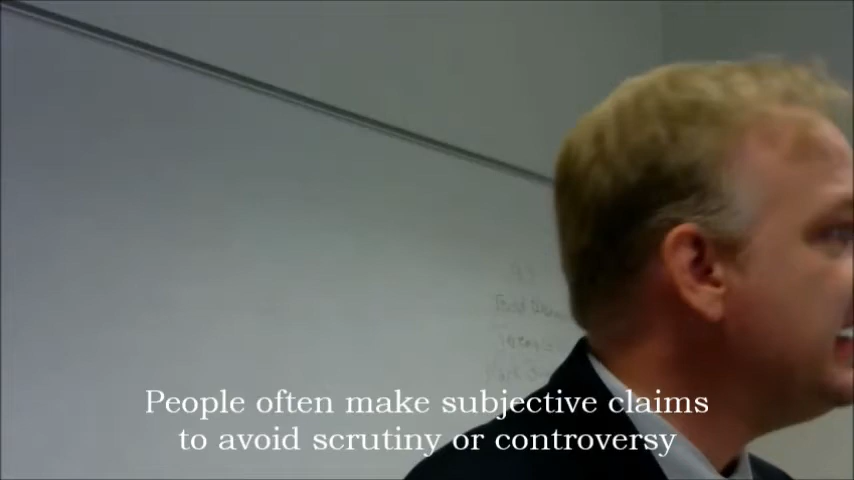 People often make subjective claims
to avoid scrutiny or controversy